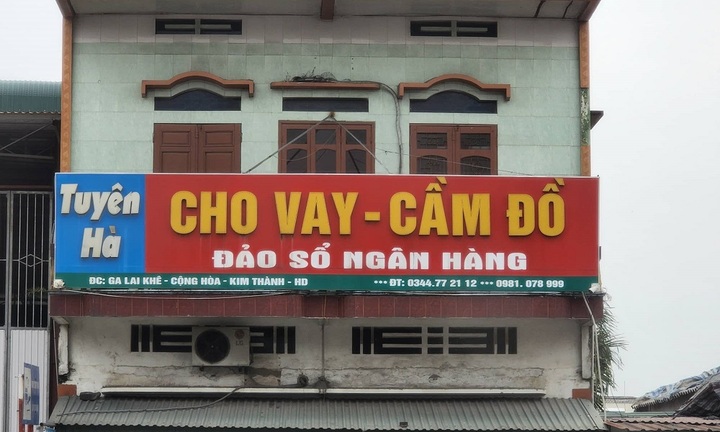 Tuyên
Hà
CHO VAY - CẦM ĐỒ
ĐẢO SỔ NGÂN HÀNG
ĐC: GA LAI KHÊ - CỘNG HÒA - KIM THÀNH - HD
••• ĐT: 0344.77 21 12 ••• 0981. 078 999